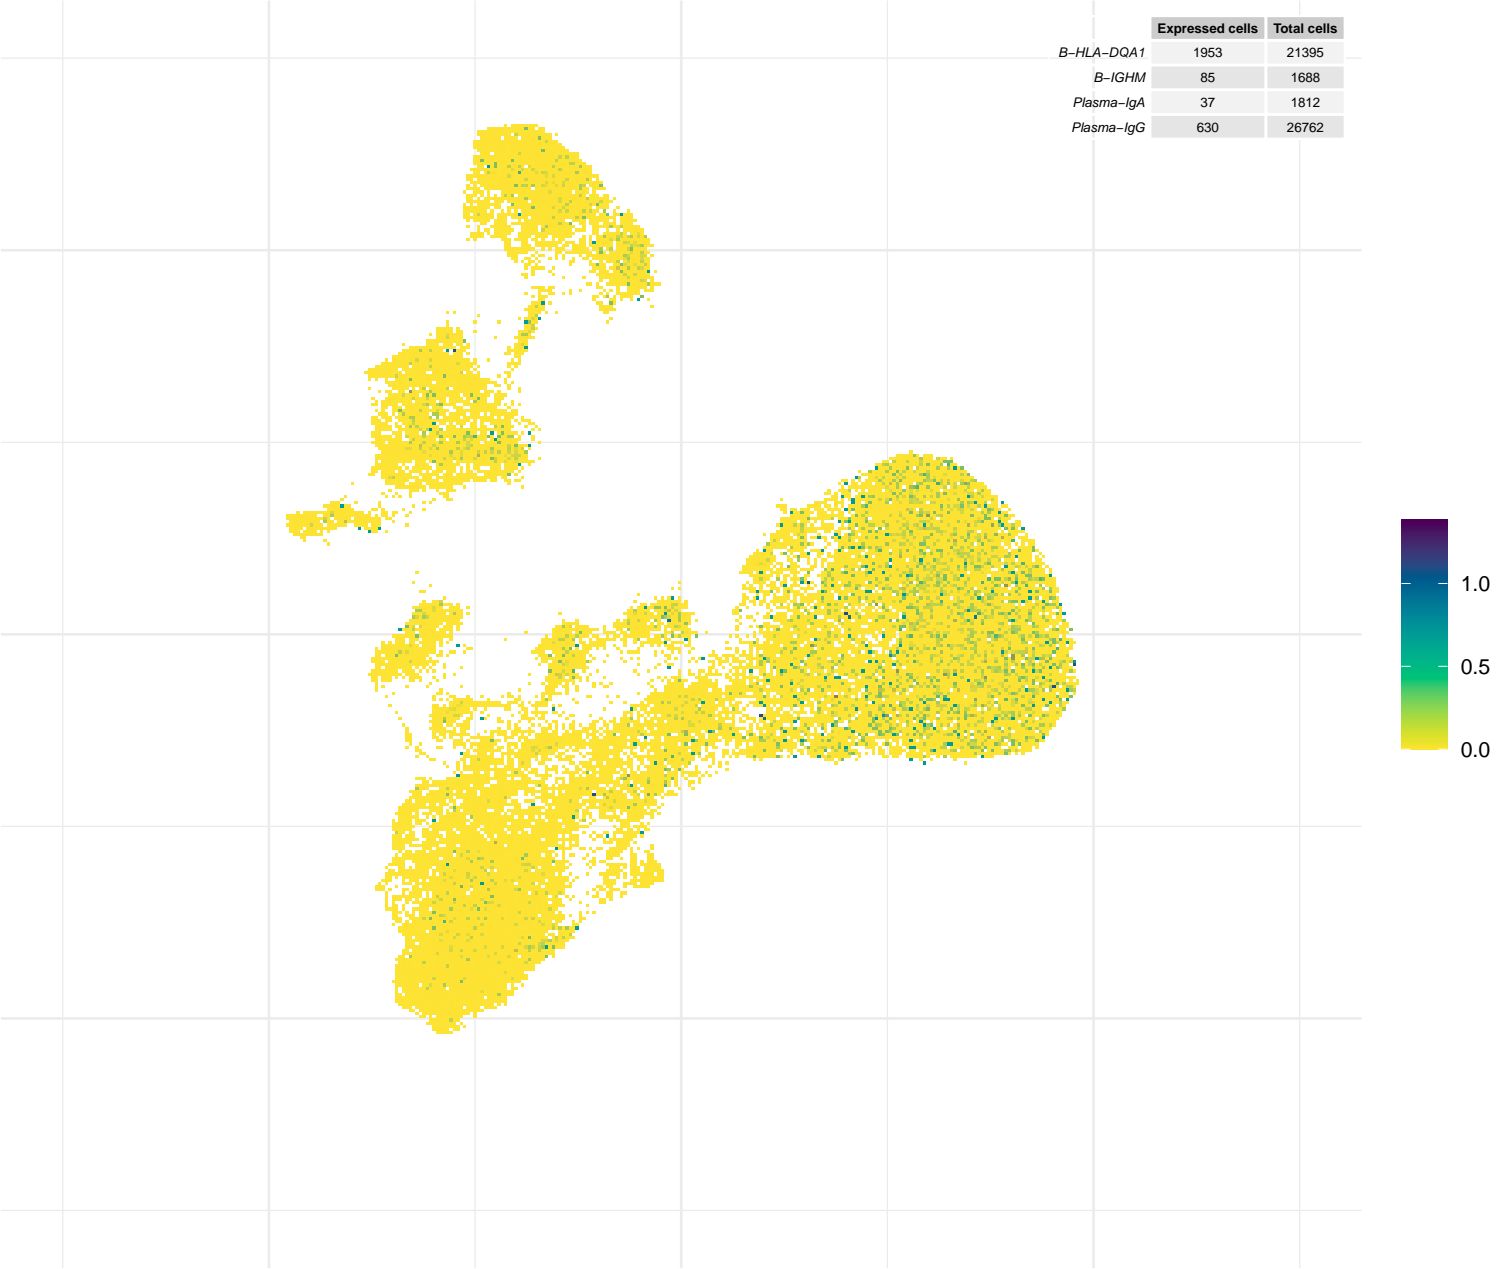 Expressed cells Total cells
B−HLA−DQA1 1953 21395
B−IGHM 85 1688
Plasma−IgA 37 1812
Plasma−IgG 630 26762
1.0
0.5
0.0